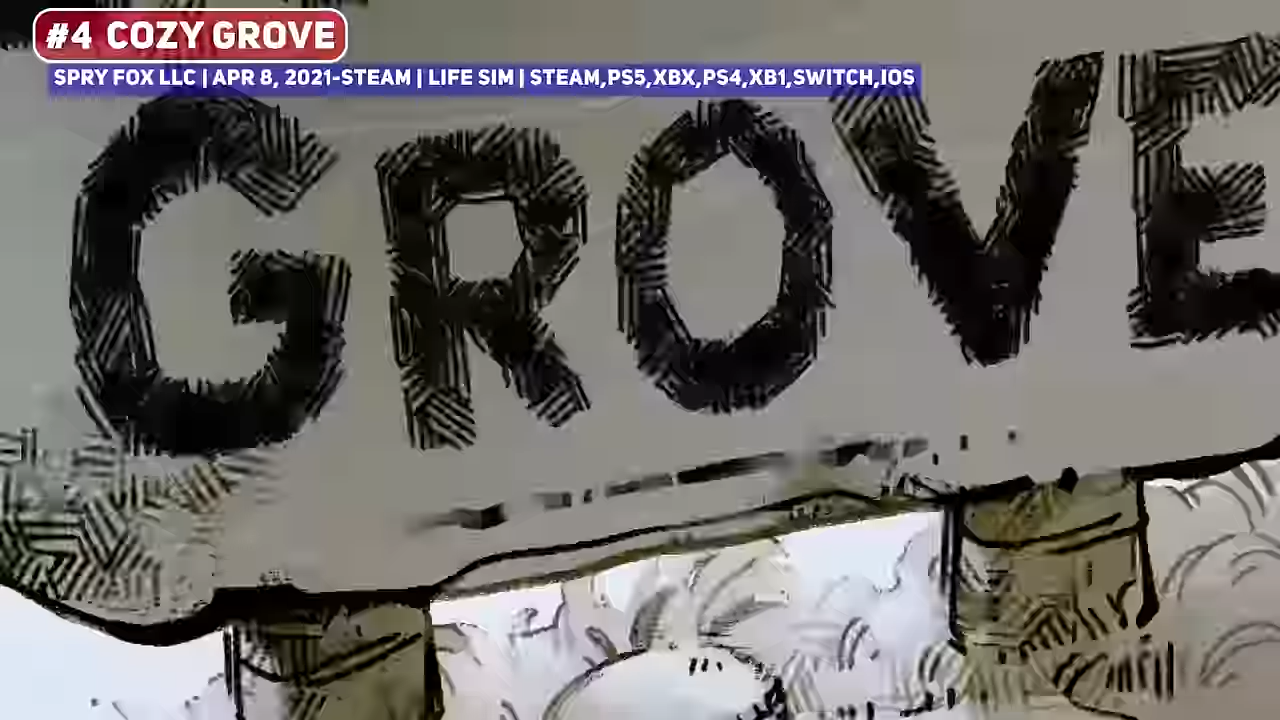 #4 COZY GROVE
SPRY FOX LLC | APR 8, 2021-STEAM | LIFE SIM | STEAM,PS5,XBX,PS4,XB1,SWITCH,IOS
GROVE